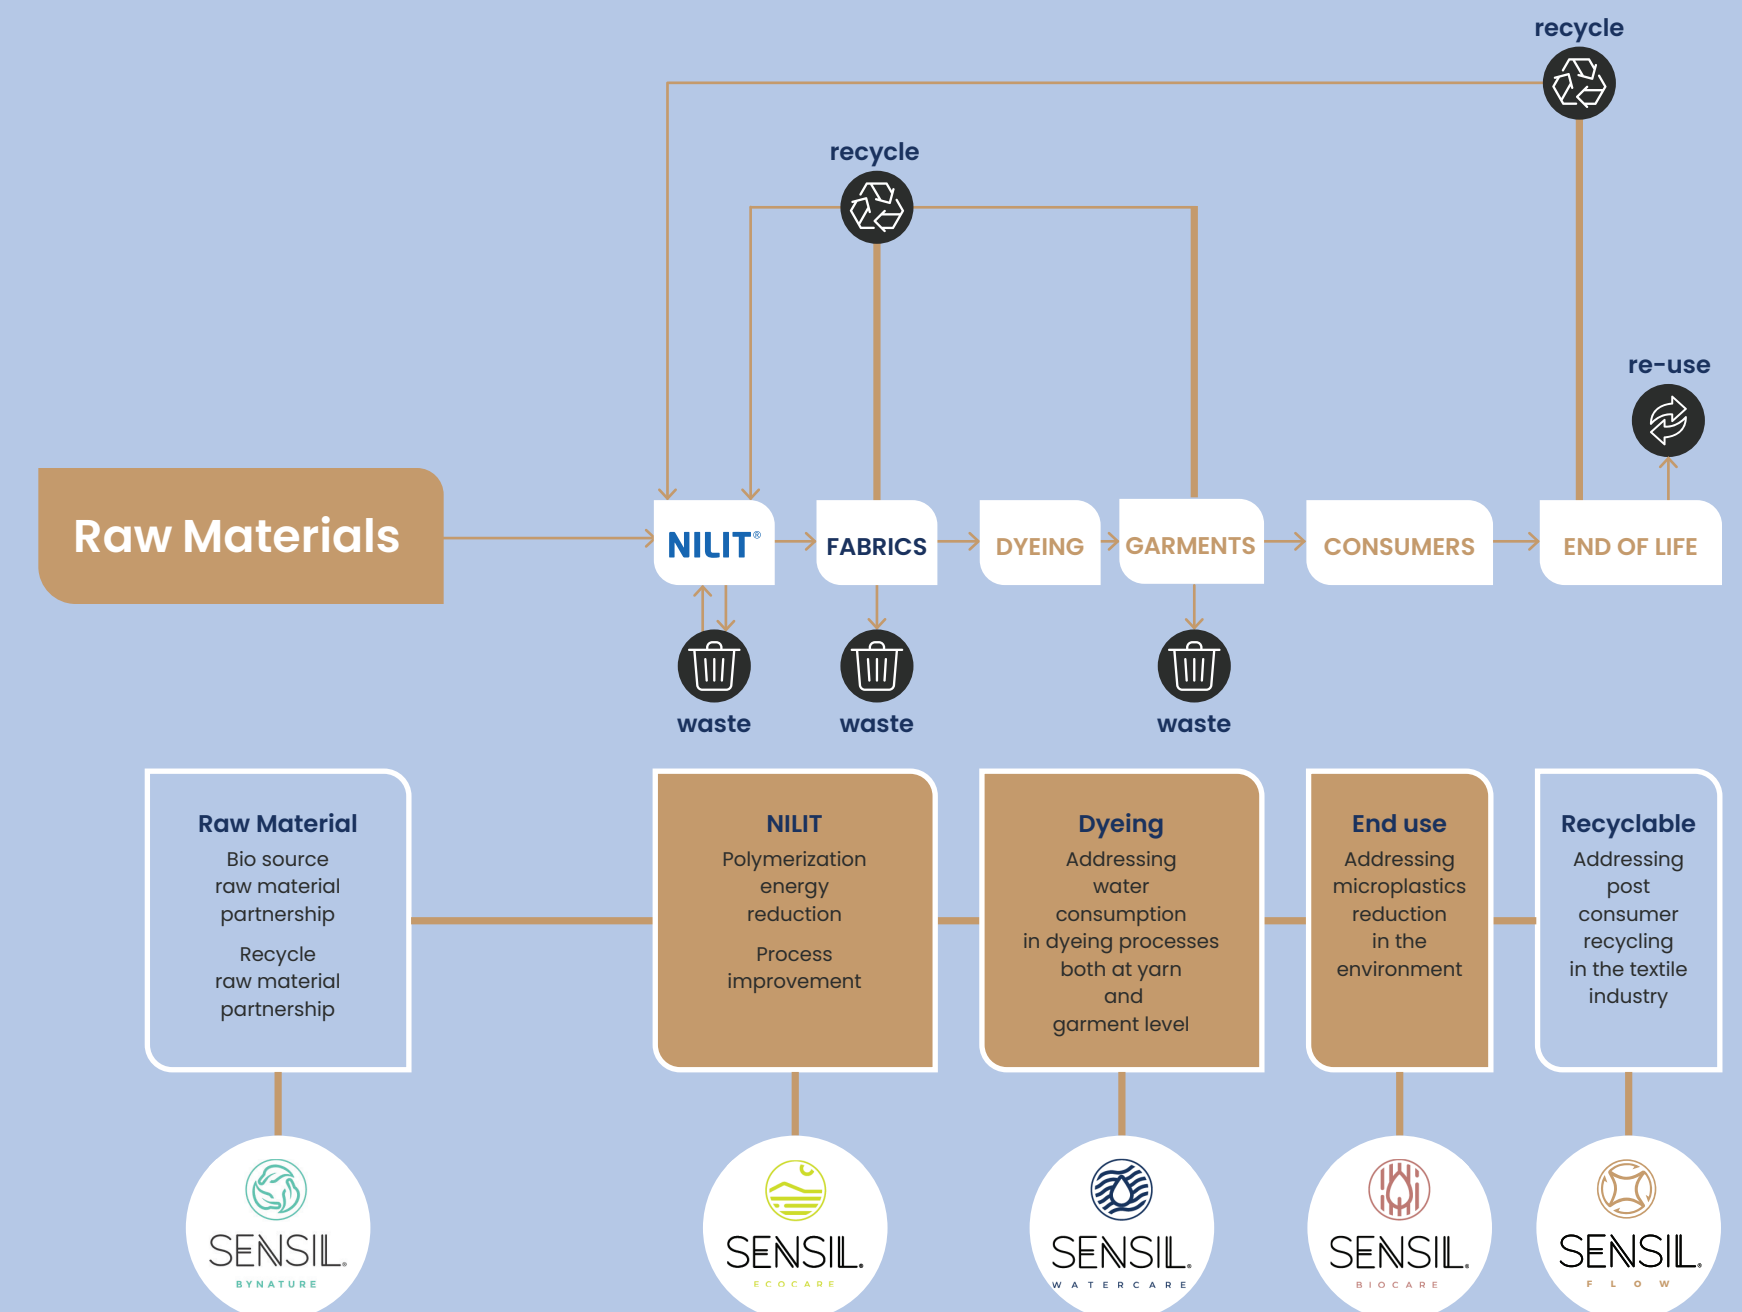 recycle
recycle
re-use
Raw Materials
NILIT®
FABRICS
DYEING
GARMENTS
CONSUMERS
END OF LIFE
waste
waste
waste
Raw Material
Bio source
raw material
partnership
Recycle
raw material
partnership
NILIT
Polymerization
energy
reduction
Process
improvement
Dyeing
Addressing
water
consumption
in dyeing processes
both at yarn
and
garment level
End use
Addressing
microplastics
reduction
in the
environment
Recyclable
Addressing
post
consumer
recycling
in the textile
industry
SENSIL®
BYNATURE
SENSIL®
ECOCARE
SENSIL®
WATERCARE
SENSIL®
BIOCARE
SENSIL®
FLOW